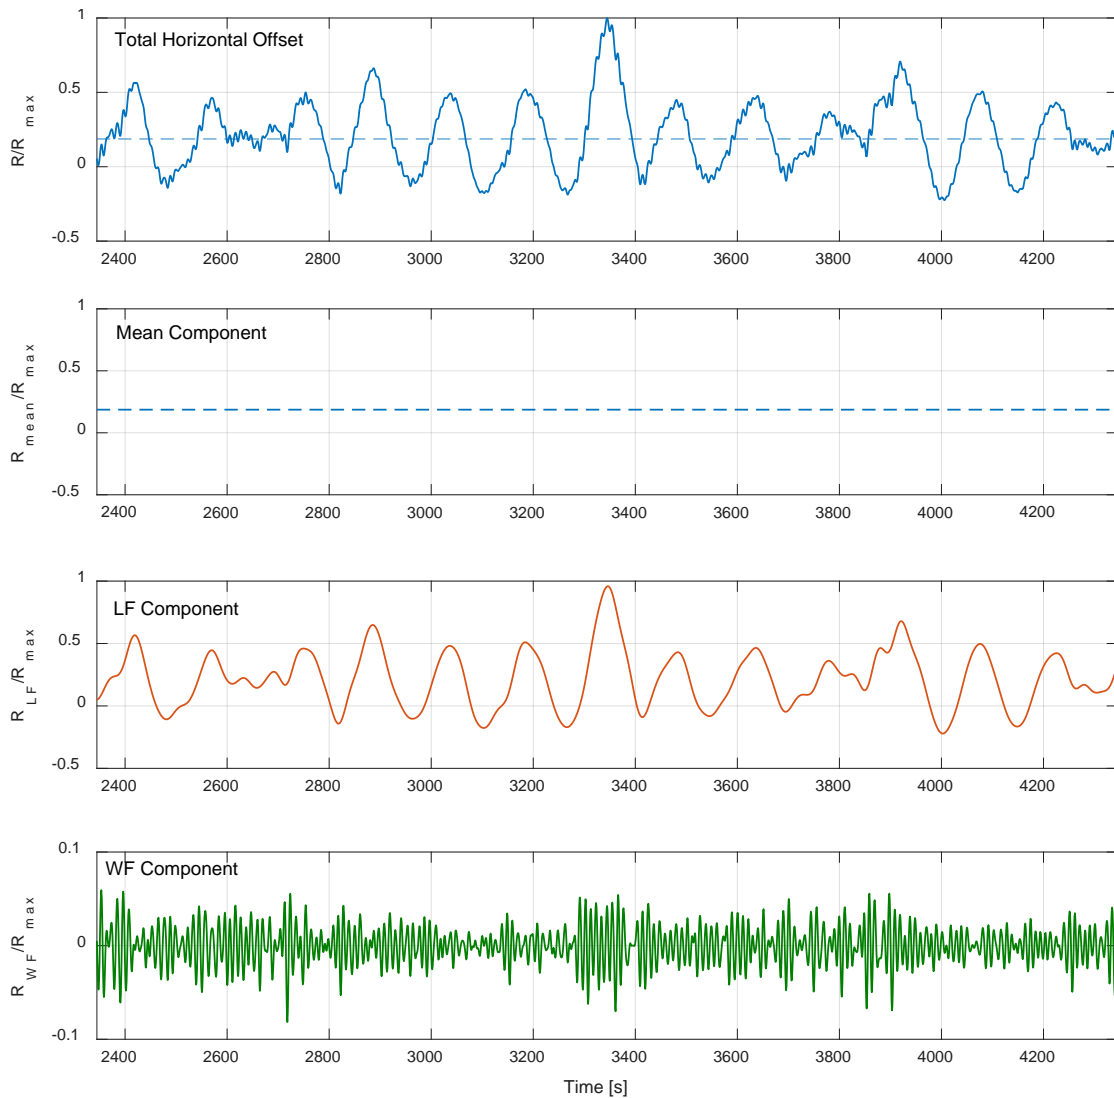 Total Horizontal Offset
R/R max
1
0.5
0
-0.5
2400 2600 2800 3000 3200 3400 3600 3800 4000 4200
Mean Component
R mean /R max
1
0.5
0
-0.5
2400 2600 2800 3000 3200 3400 3600 3800 4000 4200
LF Component
R LF /R max
1
0.5
0
-0.5
2400 2600 2800 3000 3200 3400 3600 3800 4000 4200
WF Component
R WF /R max
0.1
0
-0.1
2400 2600 2800 3000 3200 3400 3600 3800 4000 4200
Time [s]